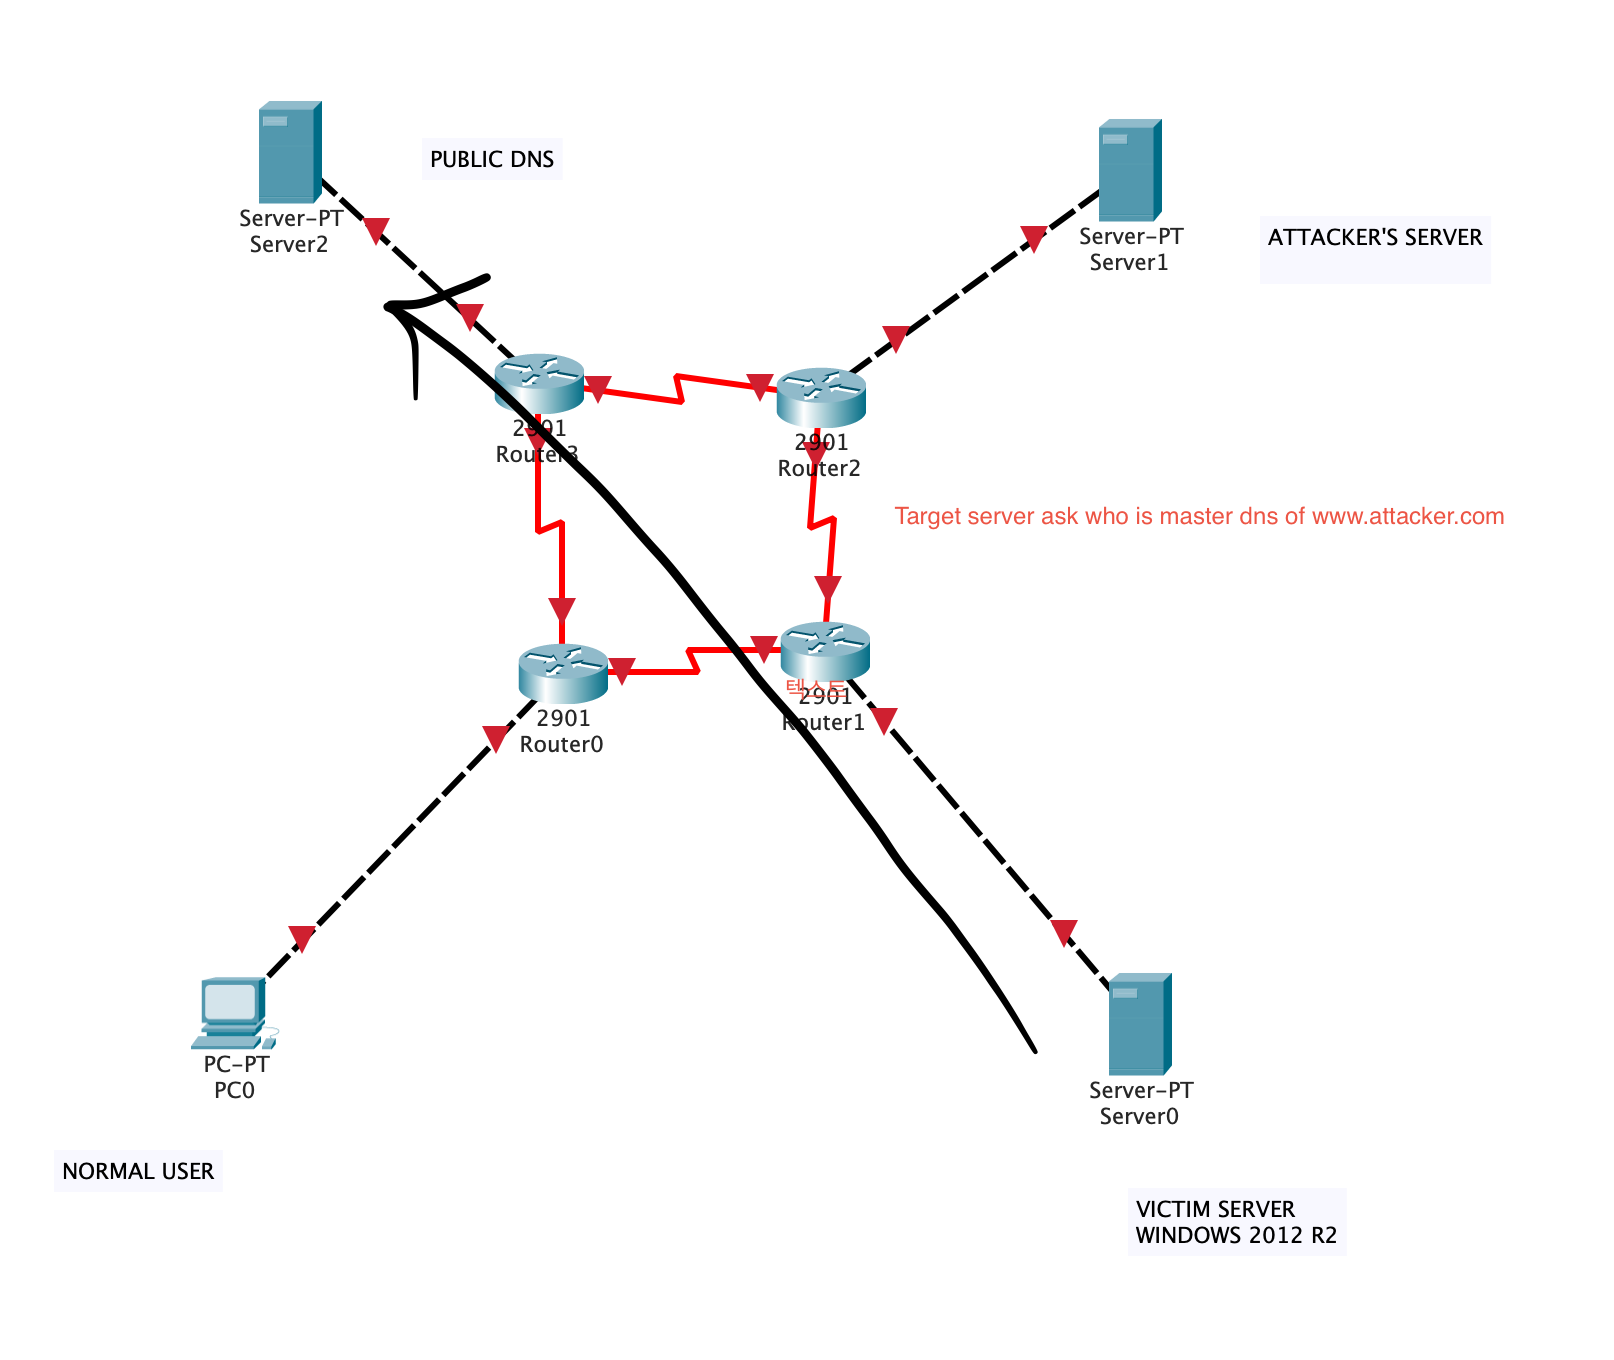 PUBLIC DNS
Server-PT
Server2
Server-PT
Server1
ATTACKER'S SERVER
2901
Router3
2901
Router2
Target server ask who is master dns of www.attacker.com
2901
Router0
텍스트
2901
Router1
PC-PT
PC0
Server-PT
Server0
NORMAL USER
VICTIM SERVER
WINDOWS 2012 R2